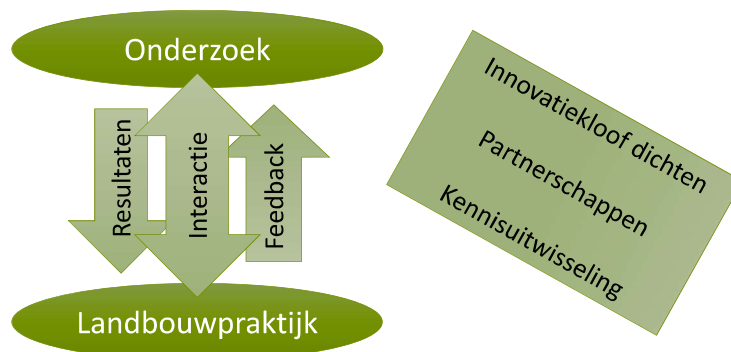 Onderzoek
Resultaten
Interactie
Feedback
Landbouwpraktijk
Innovatiekloof dichten
Partnerschappen
Kennisuitwisseling